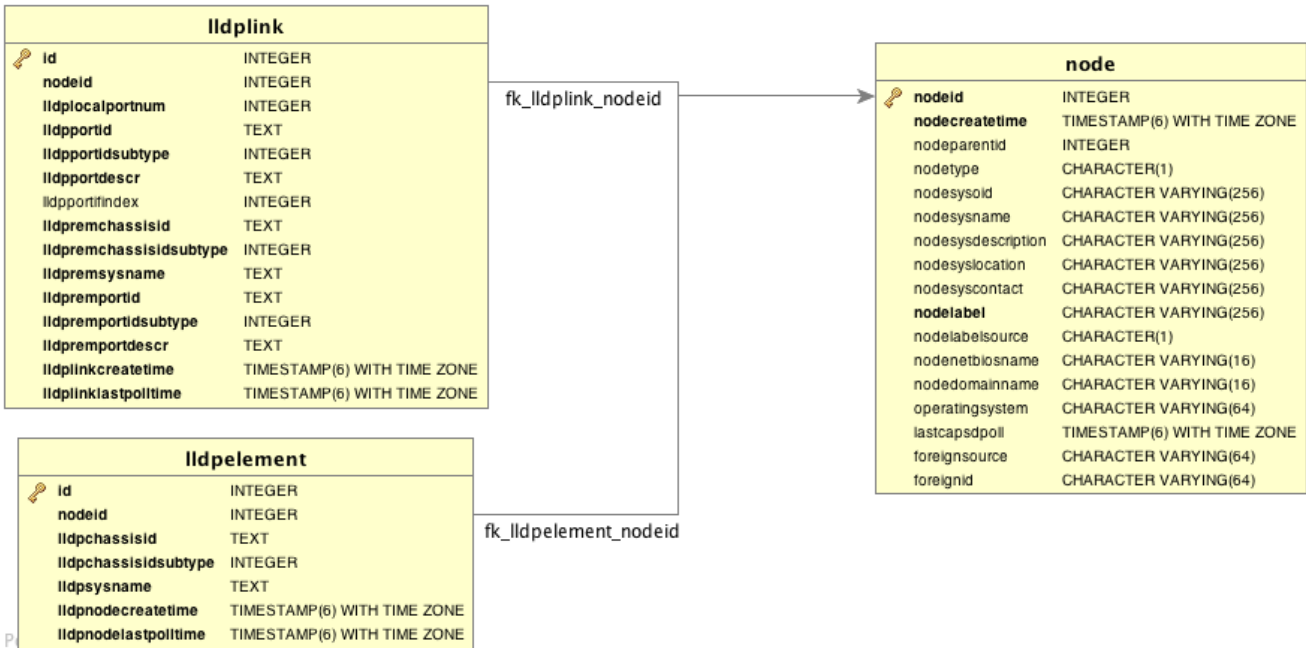 lldplink
id INTEGER
nodeid INTEGER
lldplocalportnum INTEGER
lldpportid TEXT
lldpportidsubtype INTEGER
lldpportdescr TEXT
lldpportifindex INTEGER
lldpremchassisid TEXT
lldpremchassisidsubtype INTEGER
lldpremsysname TEXT
lldpremportid TEXT
lldpremportidsubtype INTEGER
lldpremportdescr TEXT
lldplinkcreatetime TIMESTAMP(6) WITH TIME ZONE
lldplinklastpolltime TIMESTAMP(6) WITH TIME ZONE
fk_lldplink_nodeid
node
nodeid INTEGER
nodecreatetime TIMESTAMP(6) WITH TIME ZONE
nodeparentid INTEGER
nodetype CHARACTER(1)
nodesysoid CHARACTER VARYING(256)
nodesysname CHARACTER VARYING(256)
nodesysdescription CHARACTER VARYING(256)
nodesyslocation CHARACTER VARYING(256)
nodesyscontact CHARACTER VARYING(256)
nodelabel CHARACTER VARYING(256)
nodelabelsource CHARACTER(1)
nodenetbiosname CHARACTER VARYING(16)
nodedomainname CHARACTER VARYING(16)
operatingsystem CHARACTER VARYING(64)
lastcapsdpoll TIMESTAMP(6) WITH TIME ZONE
foreignsource CHARACTER VARYING(64)
foreignid CHARACTER VARYING(64)
lldpelement
id INTEGER
nodeid INTEGER
lldpchassisid TEXT
lldpchassisidsubtype INTEGER
lldpsysname TEXT
lldpnodecreatetime TIMESTAMP(6) WITH TIME ZONE
lldpnodelastpolltime TIMESTAMP(6) WITH TIME ZONE
fk_lldpelement_nodeid